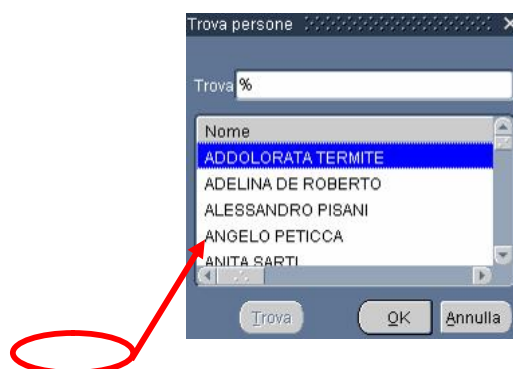 Trova persone
Trova %
Nome
ADDOLORATA TERMITE
ADELINA DE ROBERTO
ALESSANDRO PISANI
ANGELO PETICCA
ANITA SARTI
Trova OK Annulla